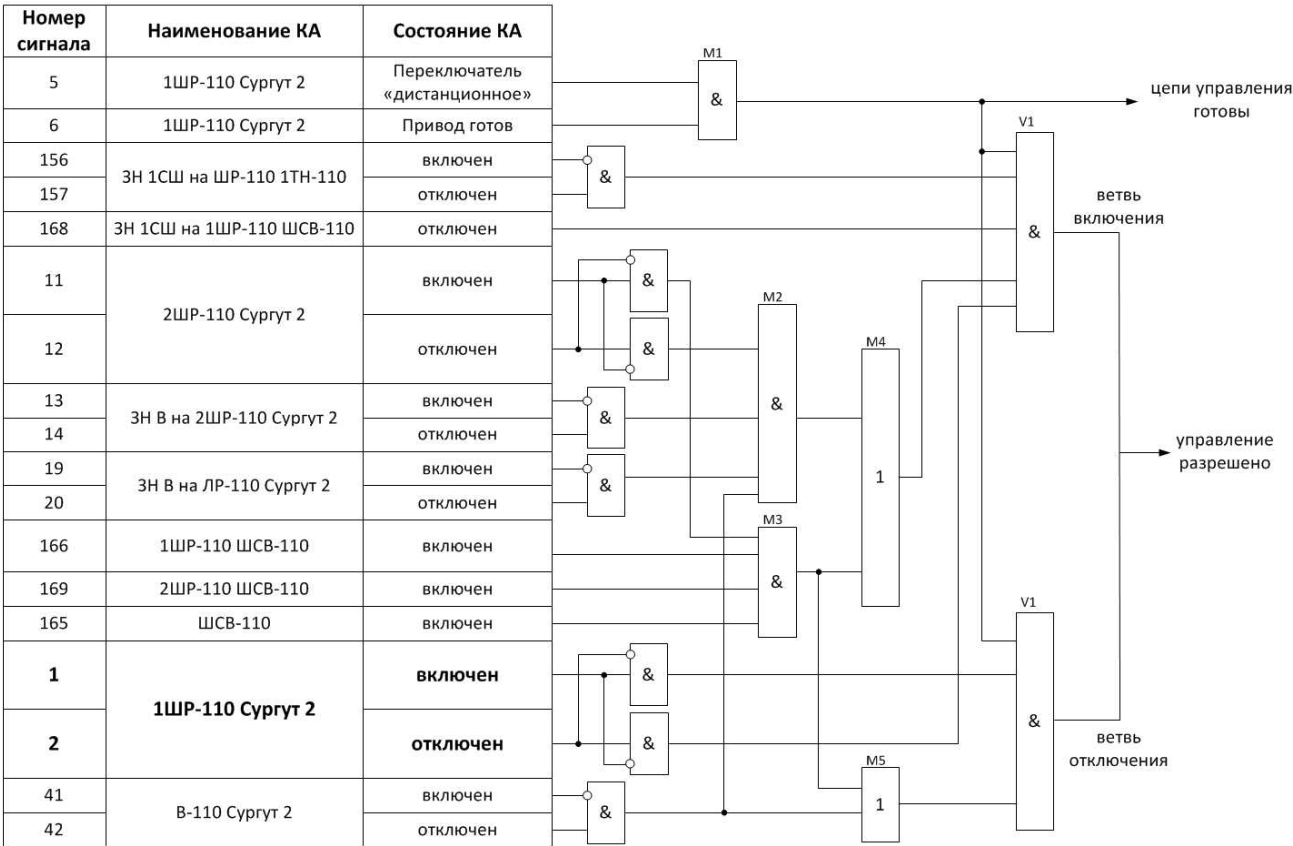 Номер
сигнала
Наименование КА
Состояние КА
5
1ШР-110 Сургут 2
Переключатель
«дистанционное»
6
1ШР-110 Сургут 2
Привод готов
156
ЗН 1СШ на ШР-110 1ТН-110
включен
157
отключен
168
ЗН 1СШ на 1ШР-110 ШСВ-110
отключен
11
2ШР-110 Сургут 2
включен
12
отключен
13
ЗН В на 2ШР-110 Сургут 2
включен
14
отключен
19
ЗН В на ЛР-110 Сургут 2
включен
20
отключен
166
1ШР-110 ШСВ-110
включен
169
2ШР-110 ШСВ-110
включен
165
ШСВ-110
включен
1
1ШР-110 Сургут 2
включен
2
отключен
41
В-110 Сургут 2
включен
42
отключен
М1
&
&
&
&
&
&
М2
&
М3
&
М4
1
&
&
&
М5
1
V1
&
V1
&
цепи управления
готовы
ветвь
включения
управление
разрешено
ветвь
отключения